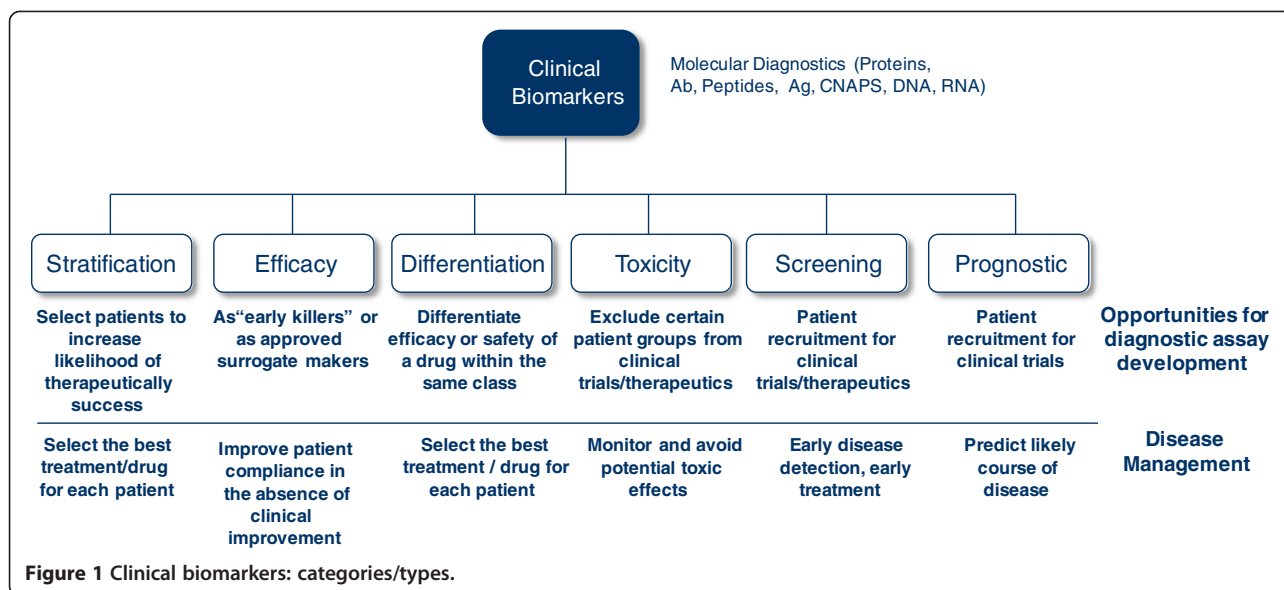 Clinical
Biomarkers
Molecular Diagnostics (Proteins,
Ab, Peptides, Ag, CNAPS, DNA, RNA)
Stratification
Efficacy
Differentiation
Toxicity
Screening
Prognostic
Select patients to
increase
likelihood of
therapeutically
success
As“early killers” or
as approved
surrogate makers
Differentiate
efficacy or safety of
a drug within the
same class
Exclude certain
patient groups from
clinical
trials/therapeutics
Patient
recruitment for
clinical
trials/therapeutics
Patient
recruitment for
clinical trials
Opportunities for
diagnostic assay
development
Select the best
treatment/drug
for each patient
Improve patient
compliance in
the absence of
clinical
improvement
Select the best
treatment / drug for
each patient
Monitor and avoid
potential toxic
effects
Early disease
detection, early
treatment
Predict likely
course of
disease
Disease
Management
Figure 1 Clinical biomarkers: categories/types.